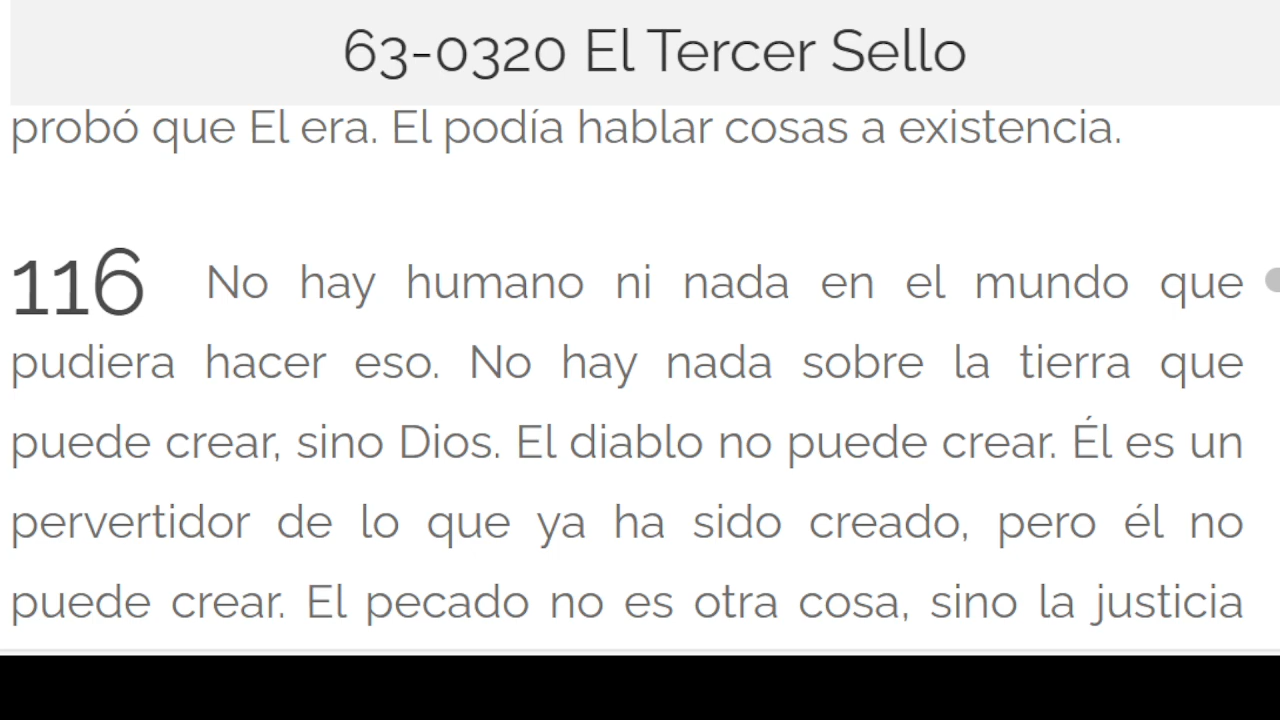 63-0320 El Tercer Sello
probó que El era. El podía hablar cosas a existencia.
116 No hay humano ni nada en el mundo que
pudiera hacer eso. No hay nada sobre la tierra que
puede crear, sino Dios. El diablo no puede crear. Él es un
pervertidor de lo que ya ha sido creado, pero él no
puede crear. El pecado no es otra cosa, sino la justicia